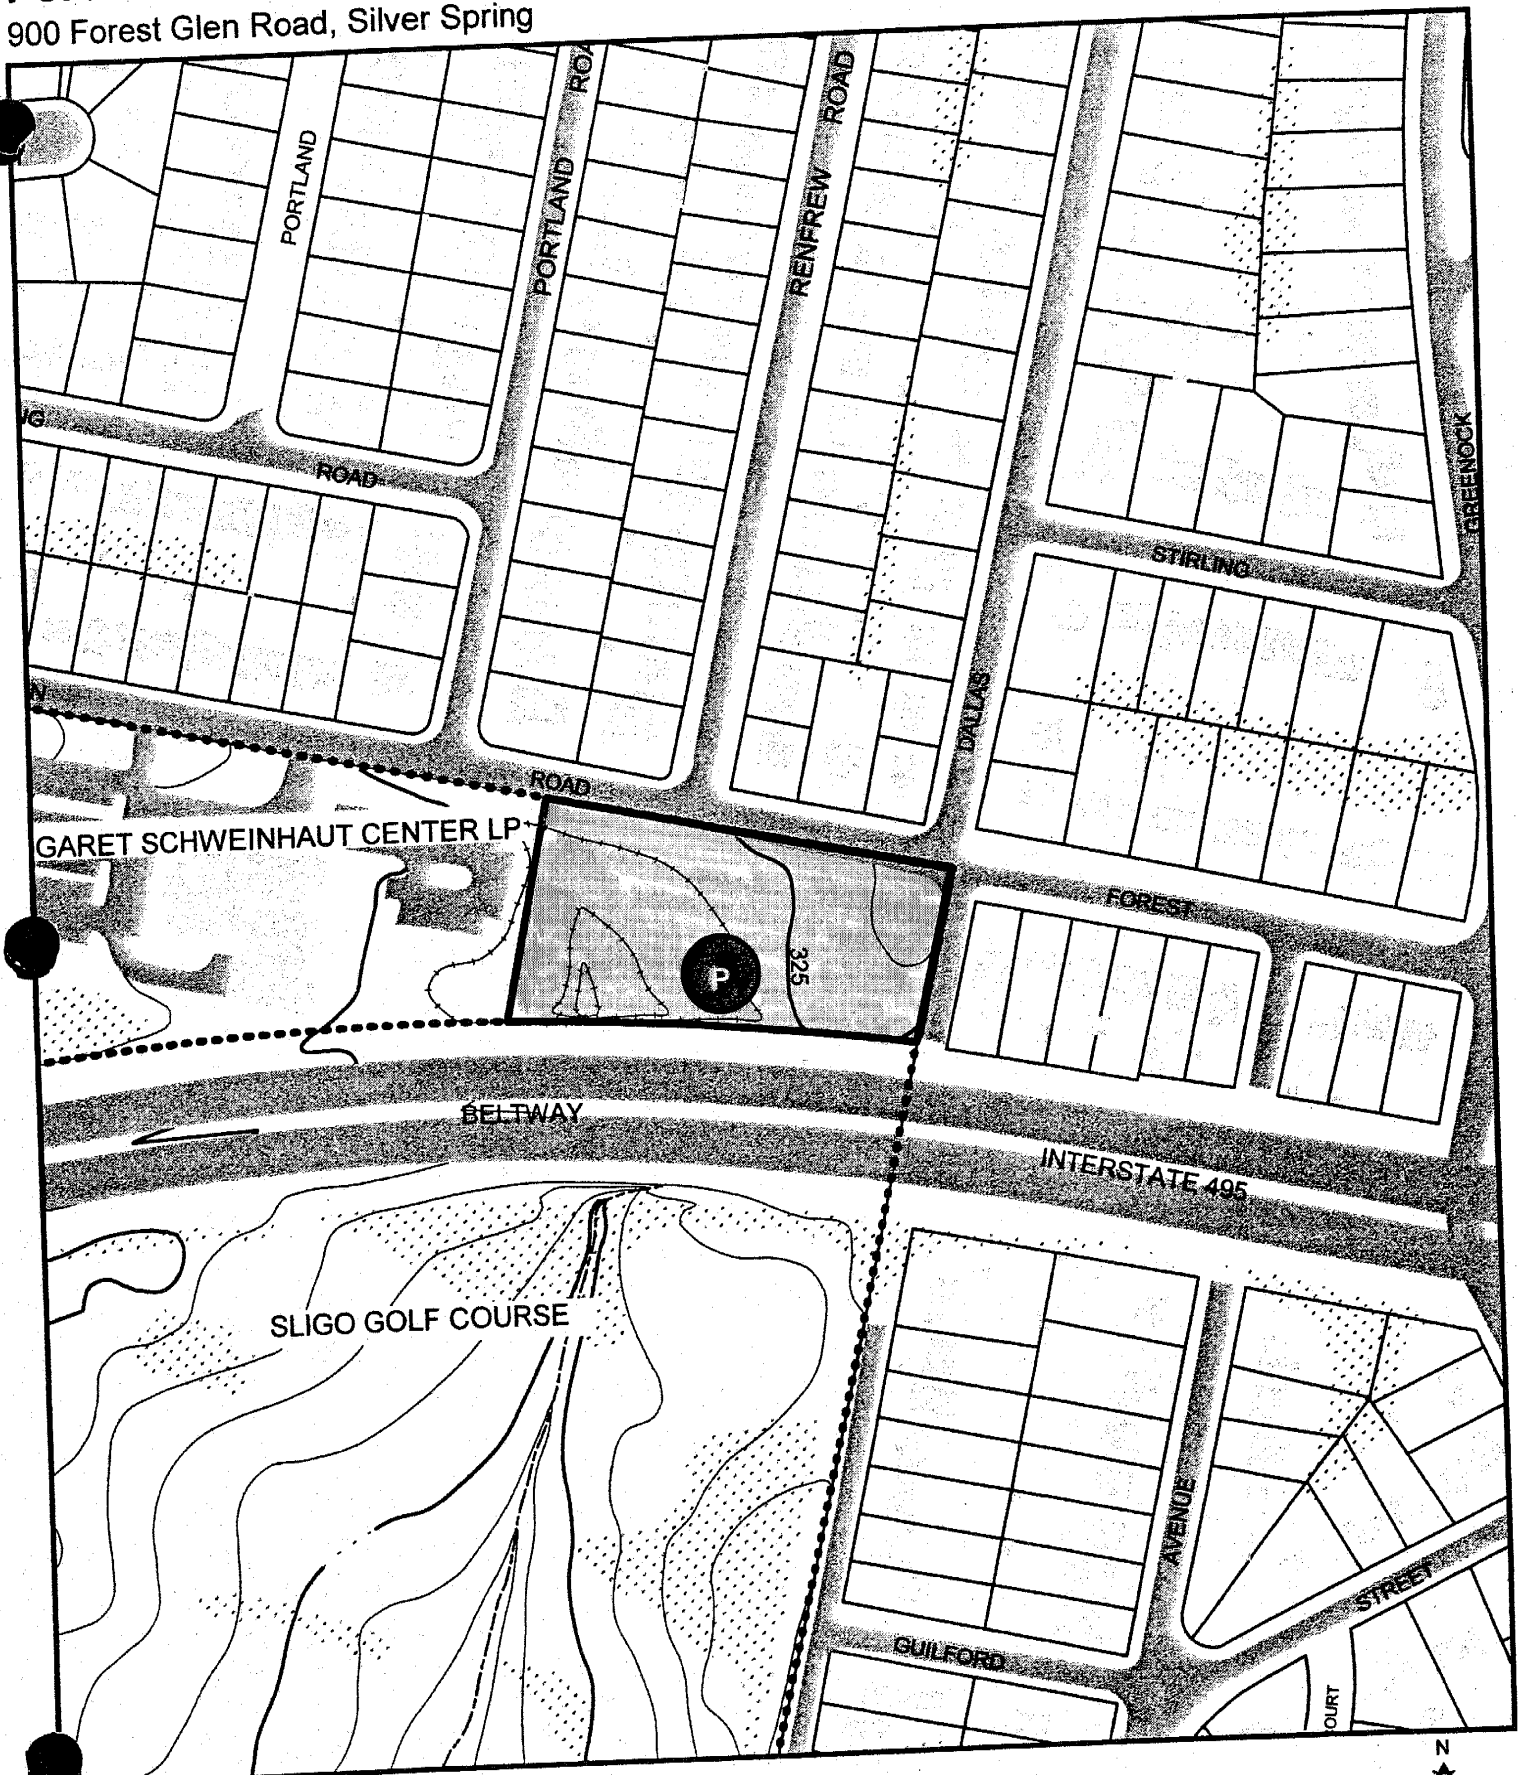 900 Forest Glen Road, Silver Spring
PORTLAND
PORTLAND
RENFREW ROAD
GREENOCK
ROAD
STIRLING
DALLAS
ROAD
GARET SCHWEINHAUT CENTER LP
FOREST
325
P
BELTWAY
INTERSTATE 495
SLIGO GOLF COURSE
AVENUE
STREET
GUILFORD
OURT
N